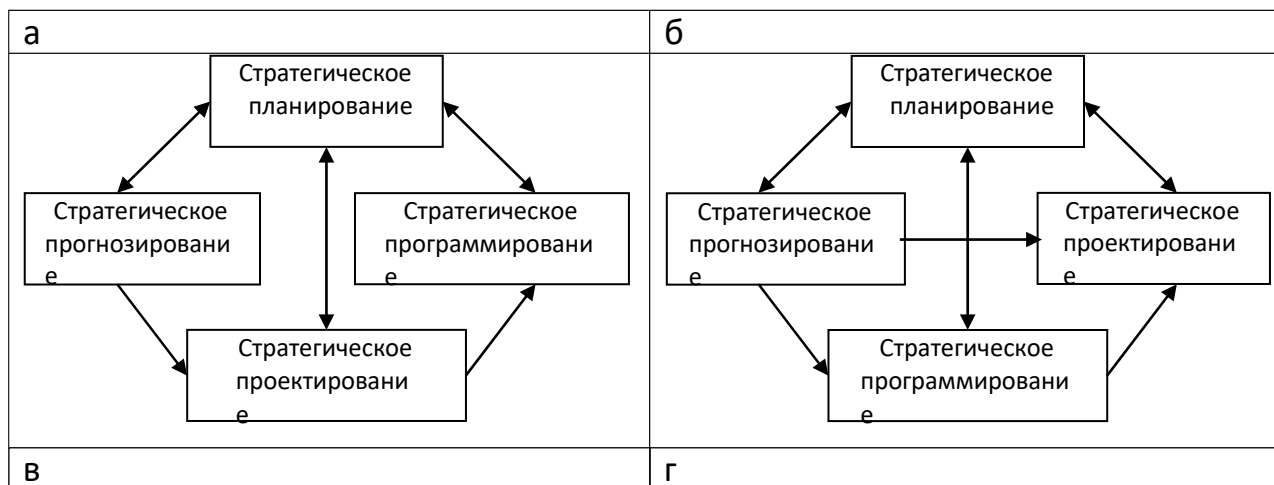 а
б
Стратегическое
планирование
Стратегическое
прогнозировани
е
Стратегическое
программировани
е
Стратегическое
проектировани
е
Стратегическое
планирование
Стратегическое
прогнозировани
е
Стратегическое
проектировани
е
Стратегическое
программировани
е
в
г